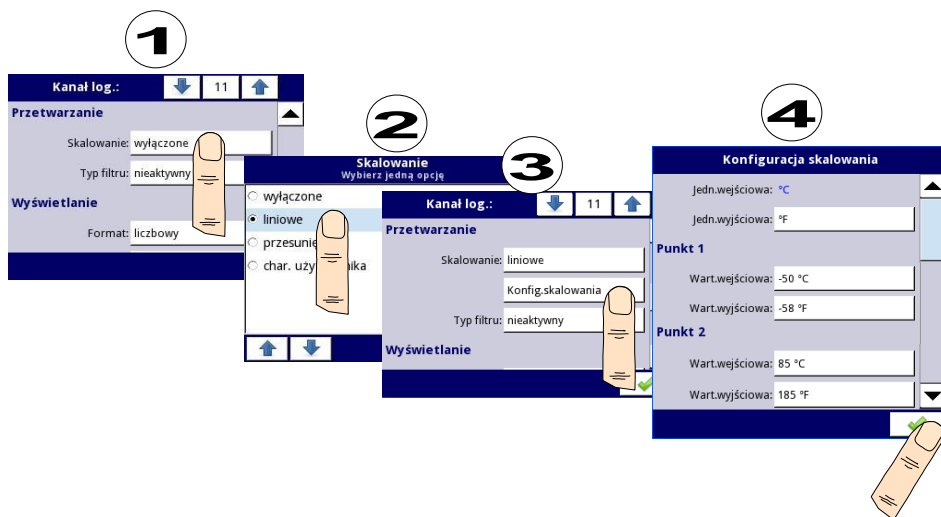 1
Kanał log.:
11
Przetwarzanie
Skalowanie: wyłączone
Typ filtru: nieaktywny
Wyświetlanie
Format: liczbowy
2
Skalowanie
Wybierz jedną opcję
wyłączone
liniowe
char.
3
Kanał log.:
11
Przetwarzanie
Skalowanie: liniowe
Konfig.skalowania
Typ filtru: nieaktywny
Wyświetlanie
4
Konfiguracja skalowania
Jedn.wejściowa: °C
Jedn.wyjściowa: °F
Punkt 1
Wart.wejściowa: -50 °C
Wart.wyjściowa: -58 °F
Punkt 2
Wart.wejściowa: 85 °C
Wart.wyjściowa: 185 °F